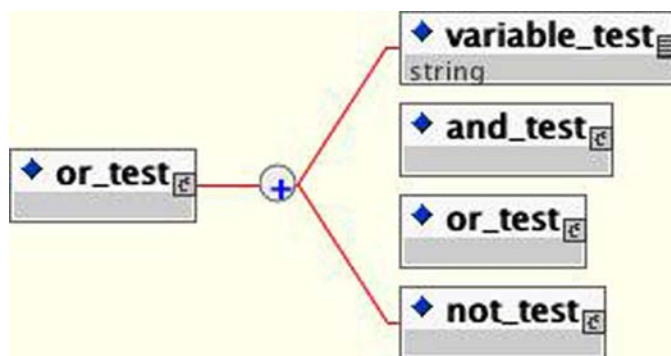 variable_test
string
and_test
or_test
or_test
not_test